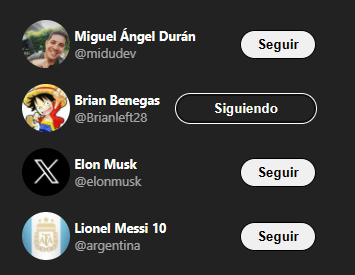 Miguel Ángel Durán
@midudev
Seguir
Brian Benegas
@Brianleft28
Siguiendo
Elon Musk
@elonmusk
Seguir
Lionel Messi 10
@argentina
Seguir